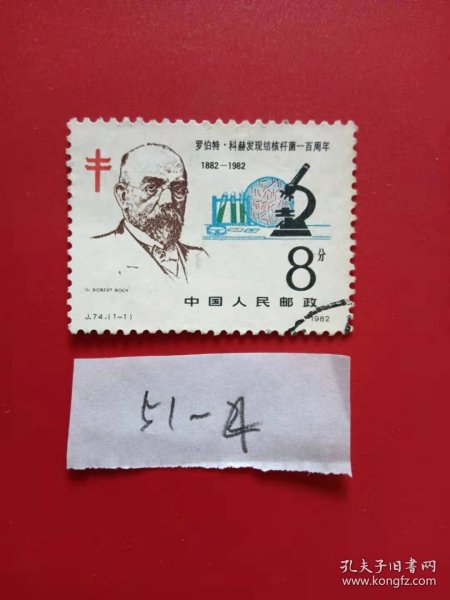 罗伯特·科赫发现结核杆菌一百周年
1882-1982
8分
ROBERT KOCH
中国人民邮政
J.74.(1-1)
1982
51-4
孔夫子旧书网
www.kongfz.com